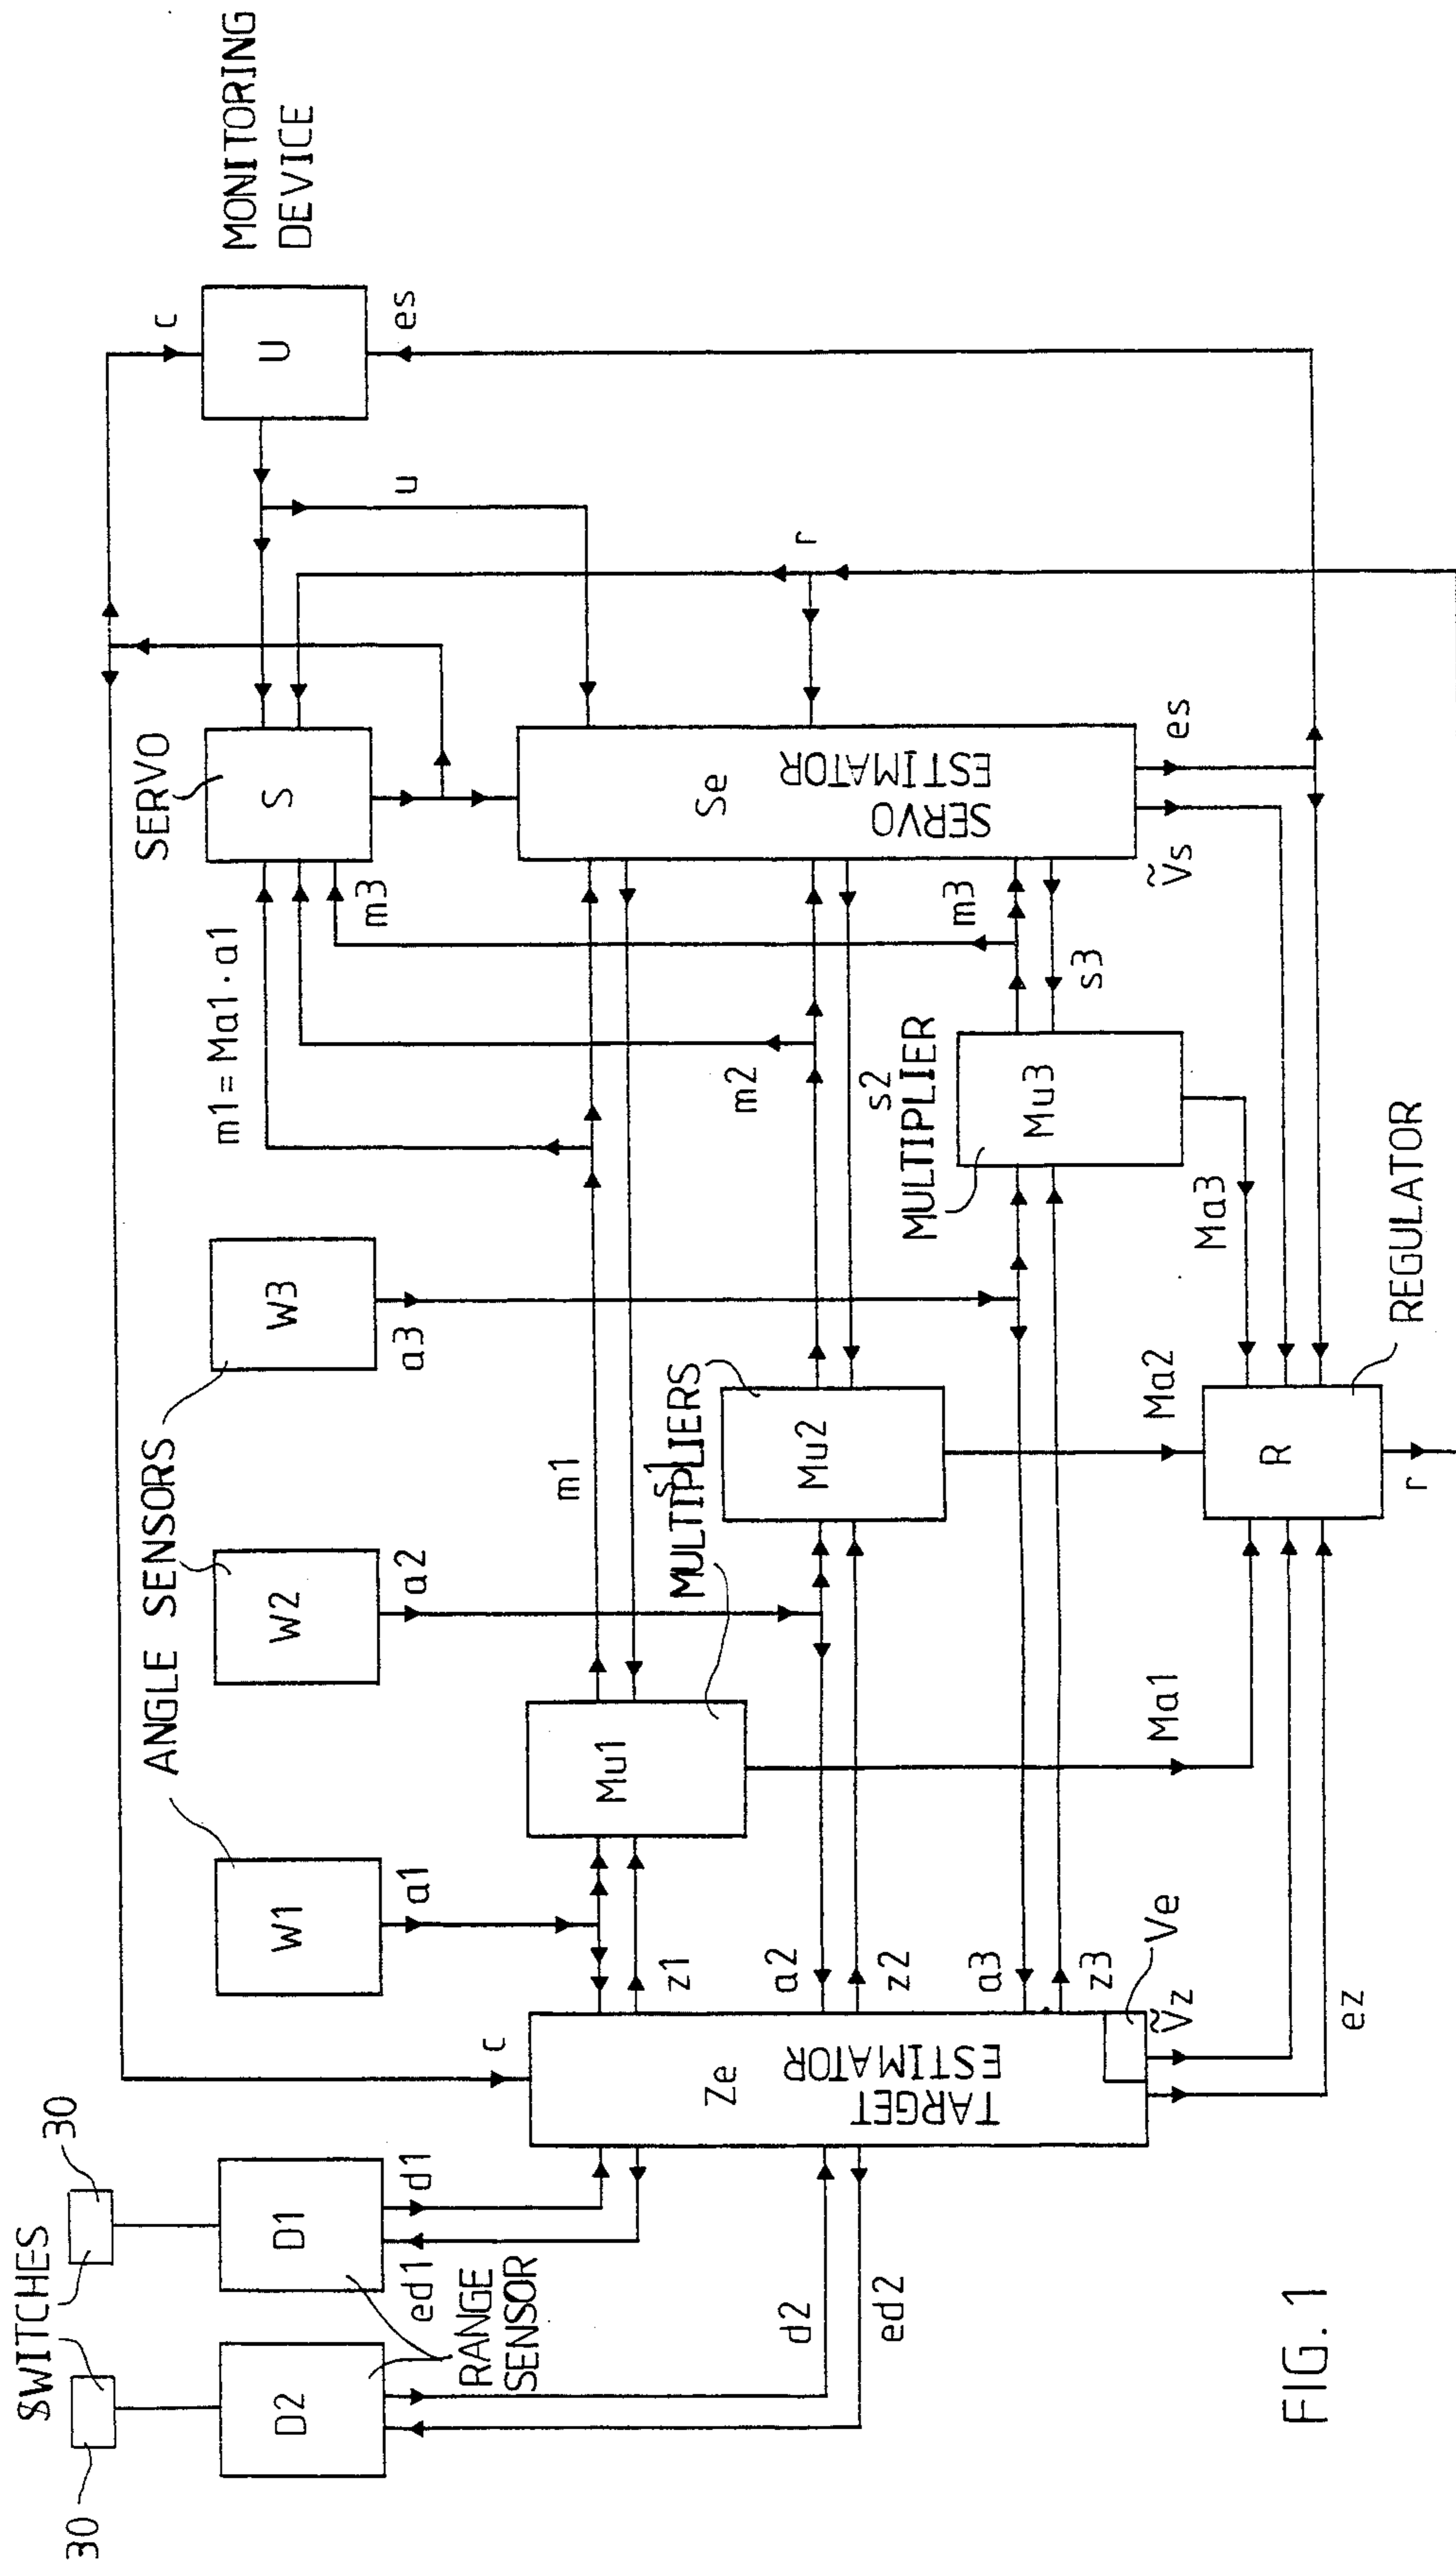 SWITCHES
30
30
D2
D1
RANGE
SENSOR
ed1
d1
d2
ed2
c
Ze
TARGET
ESTIMATOR
Ve
Ṽz
ez
z1
a2
z2
a3
z3
ANGLE SENSORS
W1
a1
W2
a2
W3
a3
Mu1
MULTIPLIERS
s1
m1
Mu2
Ma1
Ma2
m2
s2
MULTIPLIER
Mu3
Ma3
s3
m3
m1 = Ma1 · a1
m3
SERVO
S
Se
SERVO
ESTIMATOR
Ṽs
es
u
r
c
U
es
MONITORING
DEVICE
R
REGULATOR
r
FIG. 1